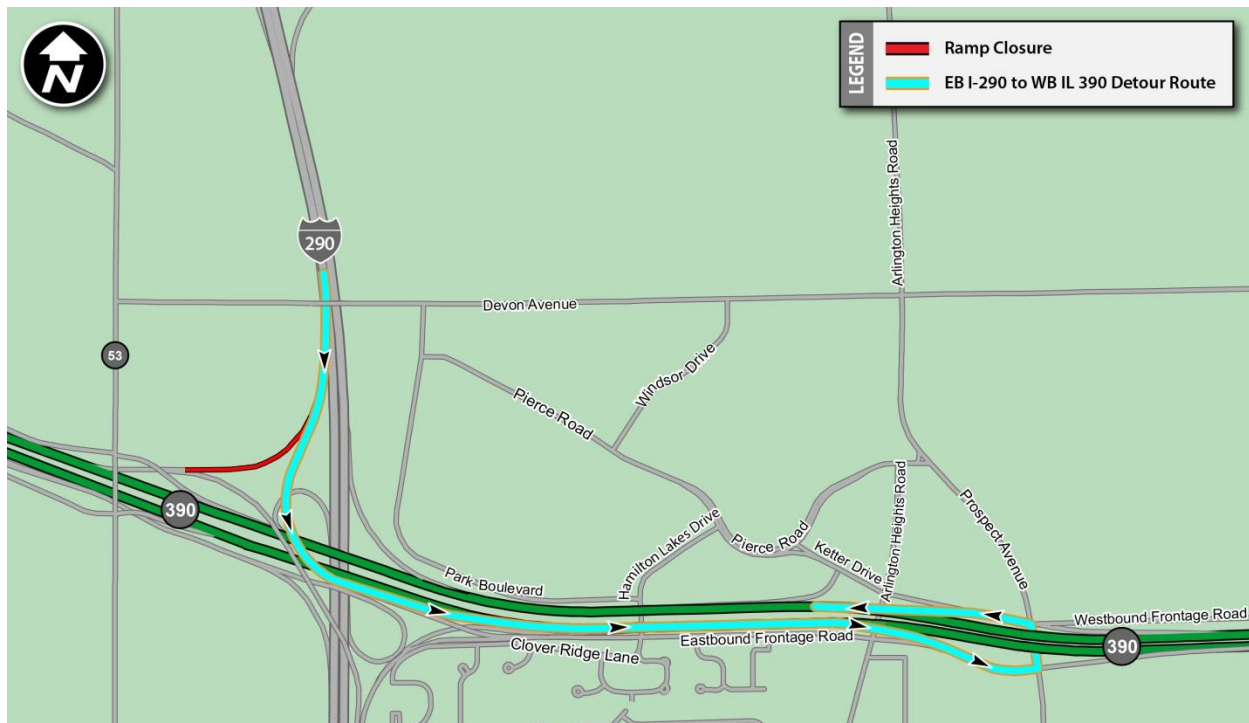 N
LEGEND
Ramp Closure
EB I-290 to WB IL 390 Detour Route
Arlington Heights Road
290
Devon Avenue
53
Windsor Drive
Pierce Road
390
Hamilton Lakes Drive
Pierce Road
Arlington Heights Road
Prospect Avenue
Ketter Drive
Park Boulevard
Westbound Frontage Road
Eastbound Frontage Road
390
Clover Ridge Lane